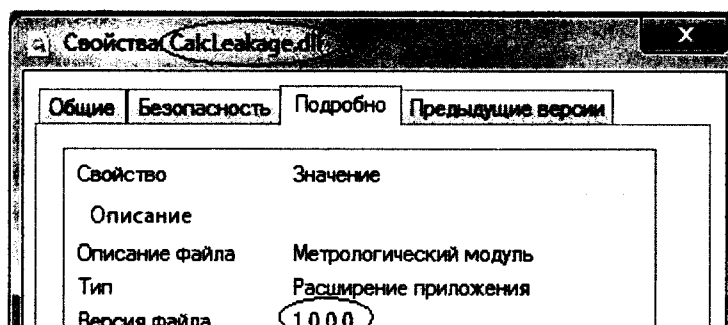 Свойства: CalcLeakage.dll
X
Общие Безопасность Подробно Предыдущие версии
Свойство Значение
Описание
Описание файла Метрологический модуль
Тип Расширение приложения
Версия файла 1.0.0.0